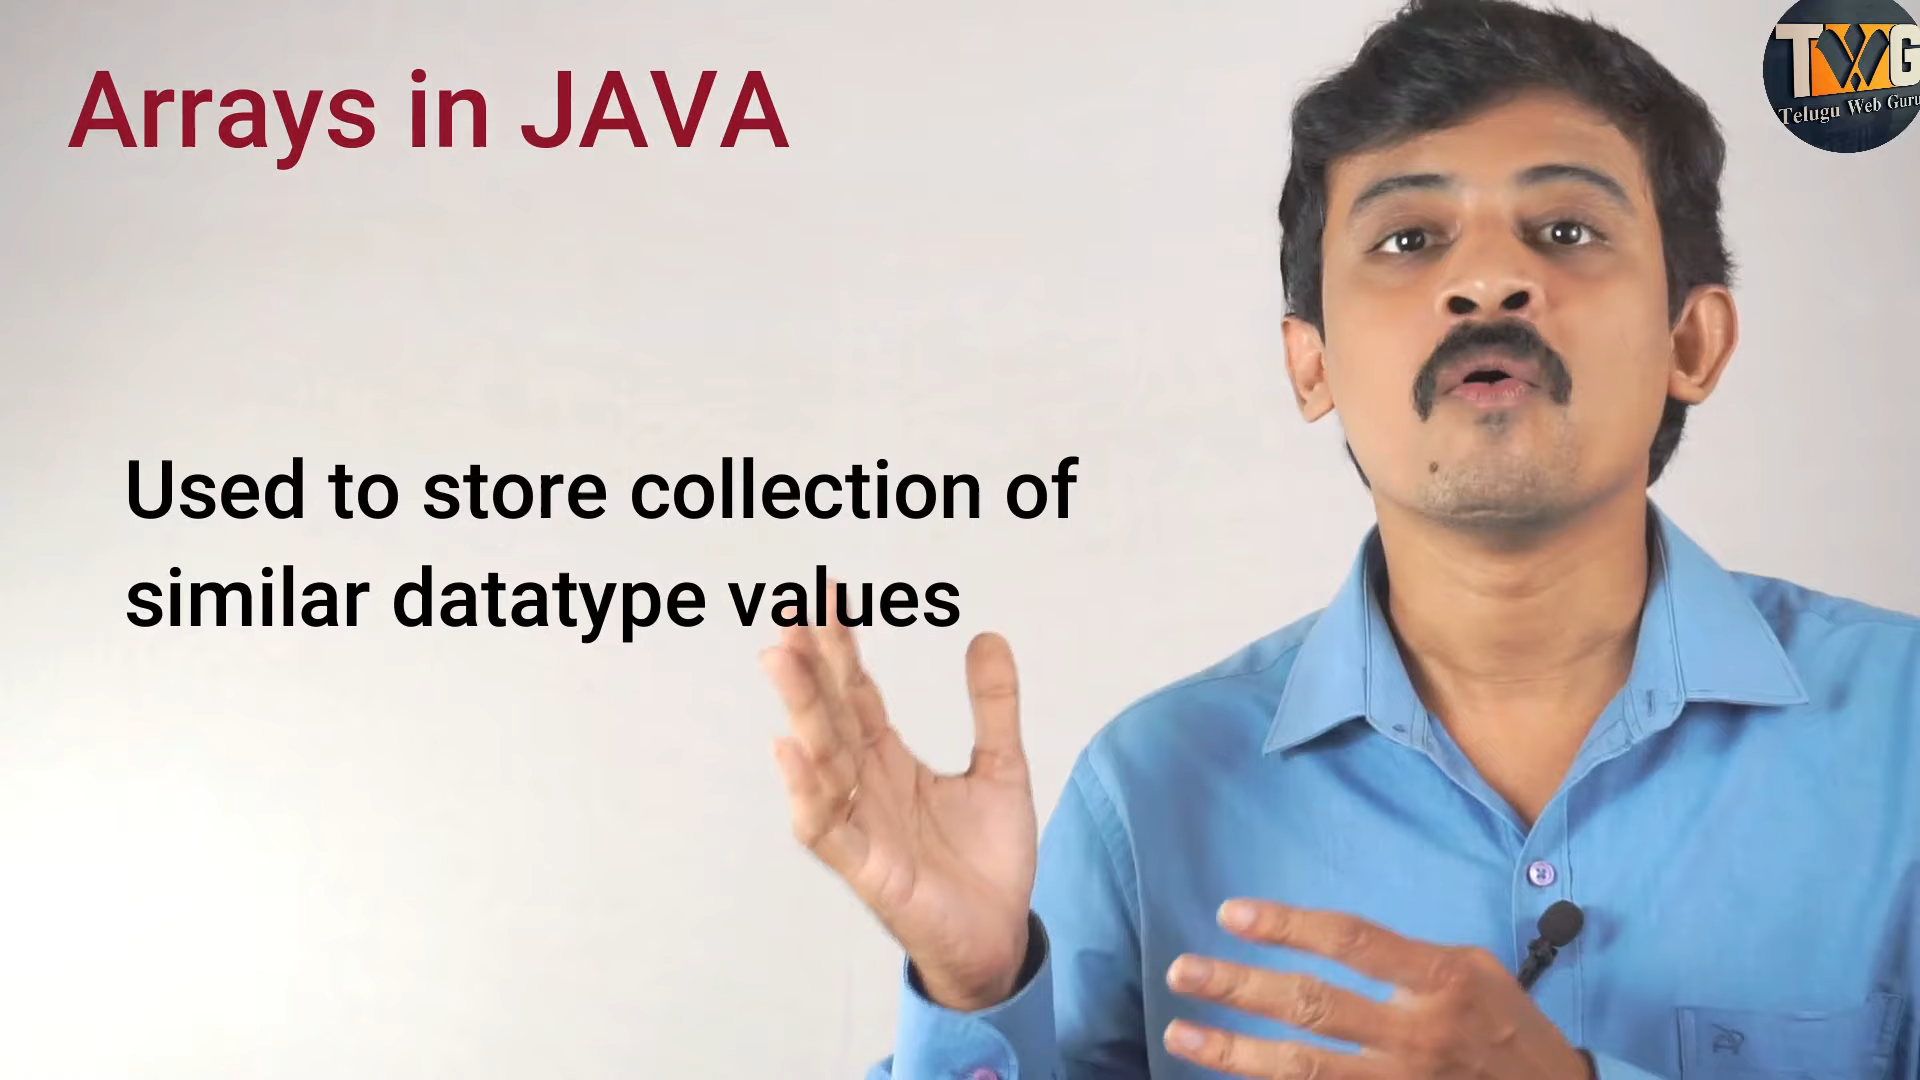 Arrays in JAVA
TWG
Telugu Web Guru
Used to store collection of
similar datatype values